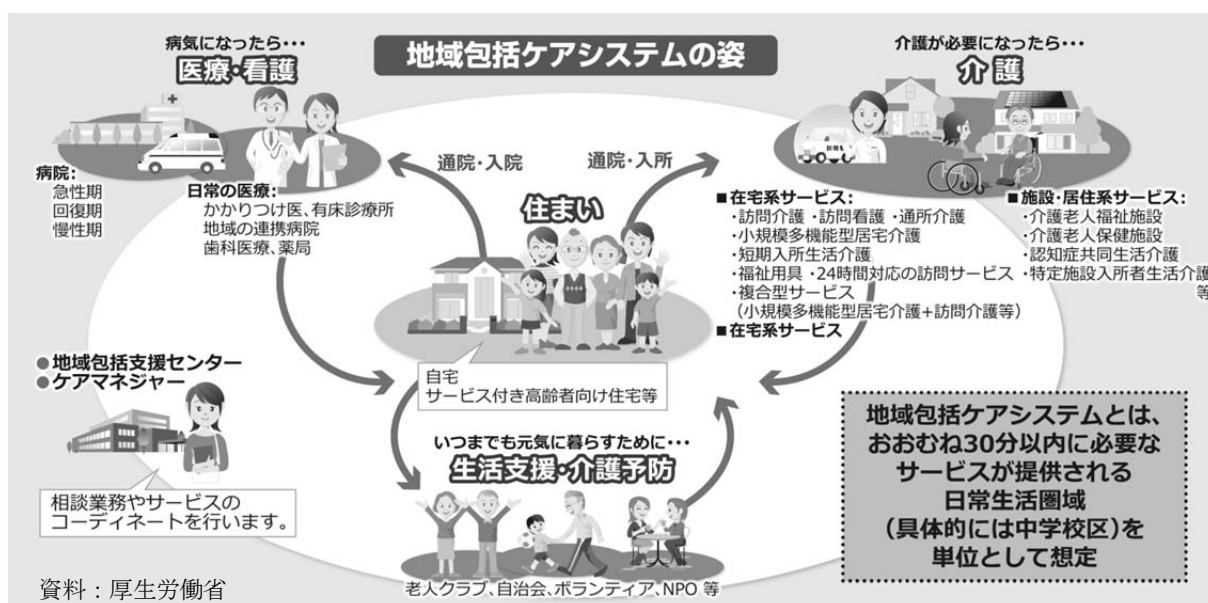 地域包括ケアシステムの姿
病気になったら・・・
医療・看護
介護が必要になったら・・・
介護
通院・入院
通院・入所
病院:
急性期
回復期
慢性期
日常の医療:
かかりつけ医、有床診療所
地域の連携病院
歯科医療、薬局
住まい
自宅
サービス付き高齢者向け住宅等
■在宅系サービス:
・訪問介護 ・訪問看護 ・通所介護
・小規模多機能型居宅介護
・短期入所生活介護
・福祉用具 ・24時間対応の訪問サービス
・複合型サービス
(小規模多機能型居宅介護+訪問介護等)
■在宅系サービス
■施設・居住系サービス:
・介護老人福祉施設
・介護老人保健施設
・認知症共同生活介護
・特定施設入所者生活介護
等
●地域包括支援センター
●ケアマネジャー
相談業務やサービスの
コーディネートを行います。
いつまでも元気に暮らすために・・・
生活支援・介護予防
老人クラブ、自治会、ボランティア、NPO 等
地域包括ケアシステムとは、
おおむね30分以内に必要な
サービスが提供される
日常生活圏域
(具体的には中学校区)を
単位として想定
資料：厚生労働省